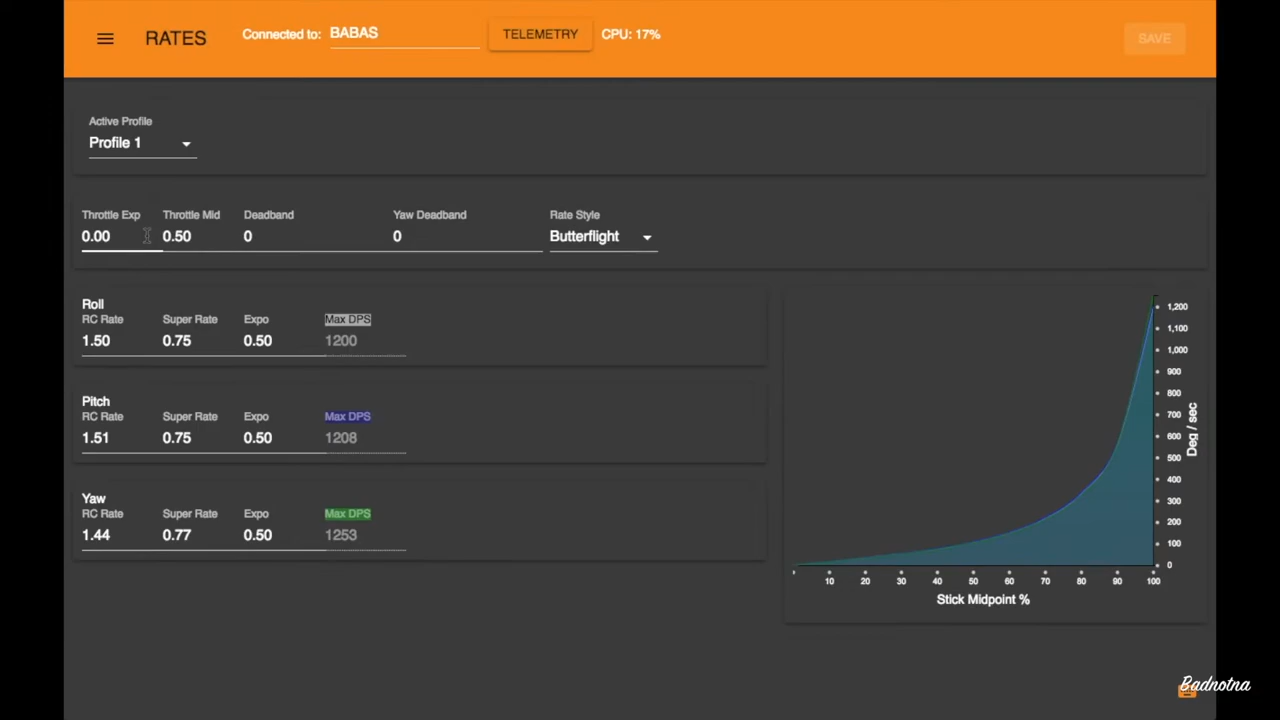 RATES
Connected to: BABAS
TELEMETRY
CPU: 17%
SAVE
Active Profile
Profile 1
Throttle Exp Throttle Mid Deadband Yaw Deadband Rate Style
0.00 0.50 0 0 Butterflight
Roll
RC Rate Super Rate Expo Max DPS
1.50 0.75 0.50 1200
Pitch
RC Rate Super Rate Expo Max DPS
1.51 0.75 0.50 1208
Yaw
RC Rate Super Rate Expo Max DPS
1.44 0.77 0.50 1253
1,200
1,100
1,000
900
800
700
600
500
400
300
200
100
0
Deg / sec
10 20 30 40 50 60 70 80 90 100
Stick Midpoint %
Badnotna